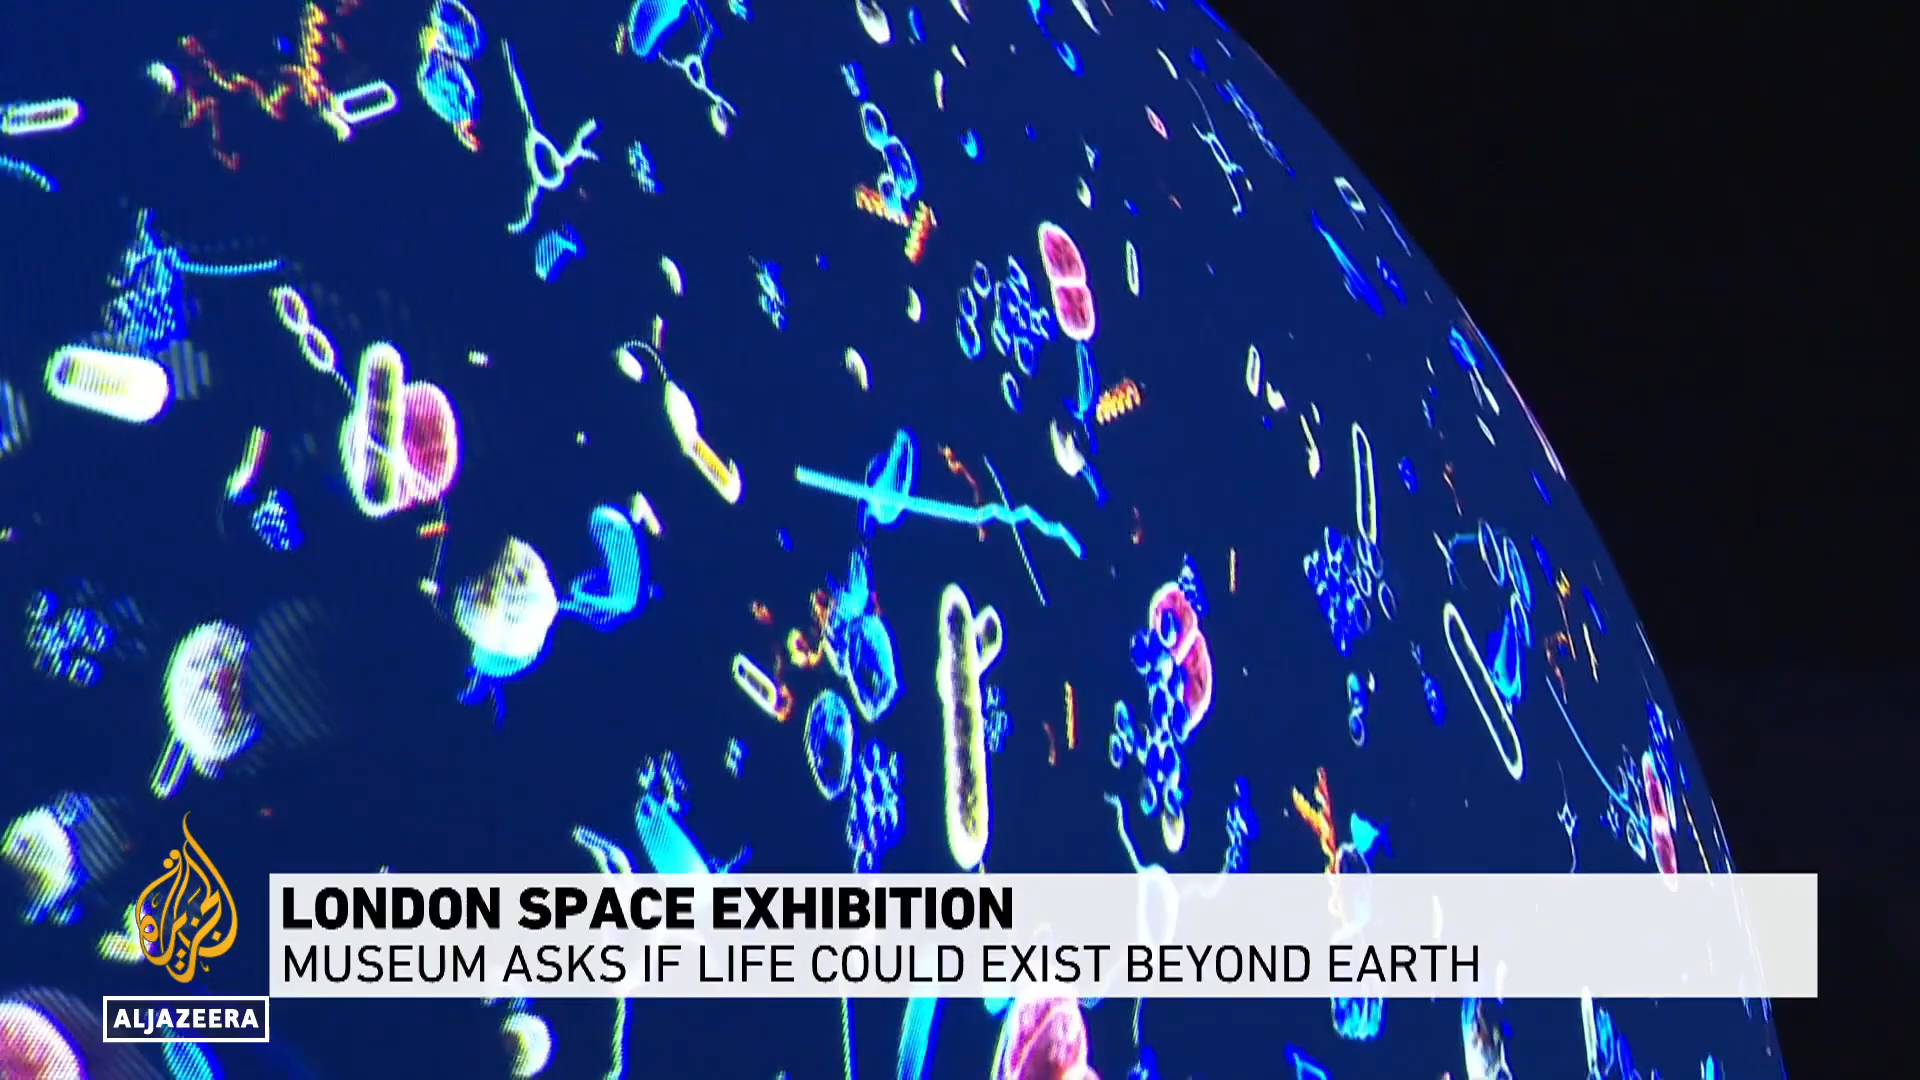 LONDON SPACE EXHIBITION
MUSEUM ASKS IF LIFE COULD EXIST BEYOND EARTH
الجزيرة
ALJAZEERA